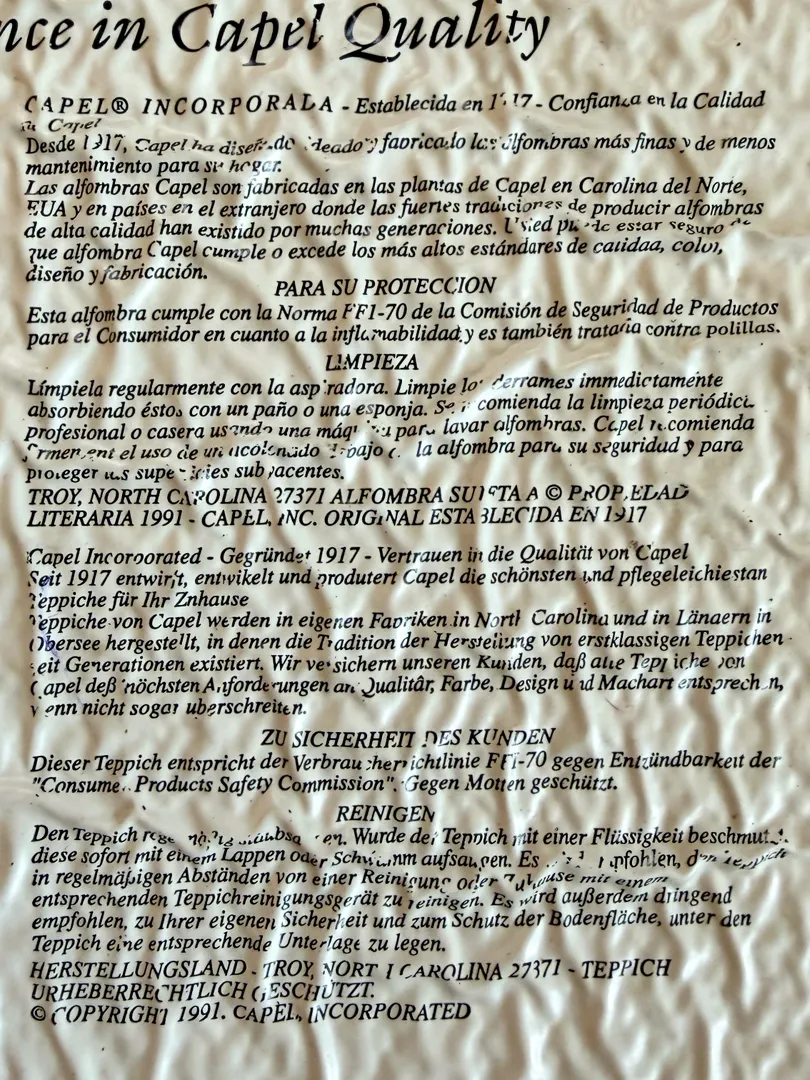 nce in Capel Quality
CAPEL® INCORPORADA - Establecida en 1917 - Confianza en la Calidad
su Capel
Desde 1917, Capel ha diseñado y fabricado las alfombras más finas y de menos
mantenimiento para su hogar.
Las alfombras Capel son fabricadas en las plantas de Capel en Carolina del Norte,
EUA y en países en el extranjero donde las fuertes tradiciones de producir alfombras
de alta calidad han existido por muchas generaciones. Usted puede estar seguro de
que alfombra Capel cumple o excede los más altos estándares de calidad, color,
diseño y fabricación.
PARA SU PROTECCION
Esta alfombra cumple con la Norma FF1-70 de la Comisión de Seguridad de Productos
para el Consumidor en cuanto a la inflamabilidad y es también tratada contra polillas.
LIMPIEZA
Límpiela regularmente con la aspiradora. Limpie los derrames immedictamente
absorbiendo éstos con un paño o una esponja. Se recomienda la limpieza periódica
profesional o casera usando una máquina para lavar alfombras. Capel recomienda
el uso de un acolchado debajo de la alfombra para su seguridad y para
proteger las superficies subyacentes.
TROY, NORTH CAROLINA 27371 ALFOMBRA SUJETA A © PROPIEDAD
LITERARIA 1991 - CAPEL, INC. ORIGINAL ESTABLECIDA EN 1917
Capel Incorporated - Gegründet 1917 - Vertrauen in die Qualität von Capel
Seit 1917 entwirft, entwikelt und produtert Capel die schönsten und pflegeleichiestan
Teppiche für Ihr Znhause
Teppiche von Capel werden in eigenen Fabriken in North Carolina und in Ländern in
Obersee hergestellt, in denen die Tradition der Herstellung von erstklassigen Teppichen
seit Generationen existiert. Wir versichern unseren Kunden, daß alle Teppiche von
Capel deß höchsten Anforderungen an Qualität, Farbe, Design und Machart entsprechen,
wenn nicht sogar uberschreiten.
ZU SICHERHEIT DES KUNDEN
Dieser Teppich entspricht der Verbraucherrichtlinie FF1-70 gegen Entzündbarkeit der
"Consumer Products Safety Commission". Gegen Motten geschützt.
REINIGEN
Den Teppich Wurde der Teppich mit einer Flüssigkeit beschmutzt,
diese sofort mit einem Lappen oder Schwamm aufsaugen. Es empfohlen, den Teppich
in regelmäßigen Abständen von einer Reinigung oder Zuhause mit einem
entsprechenden Teppichreinigungsgerät zu reinigen. Es wird außerdem dringend
empfohlen, zu Ihrer eigenen Sicherheit und zum Schutz der Bodenfläche, unter den
Teppich eine entsprechende Unterlage zu legen.
HERSTELLUNGSLAND - TROY, NORTH CAROLINA 27371 - TEPPICH
URHEBERRECHTLICH GESCHÜTZT.
© COPYRIGHT 1991. CAPEL, INCORPORATED